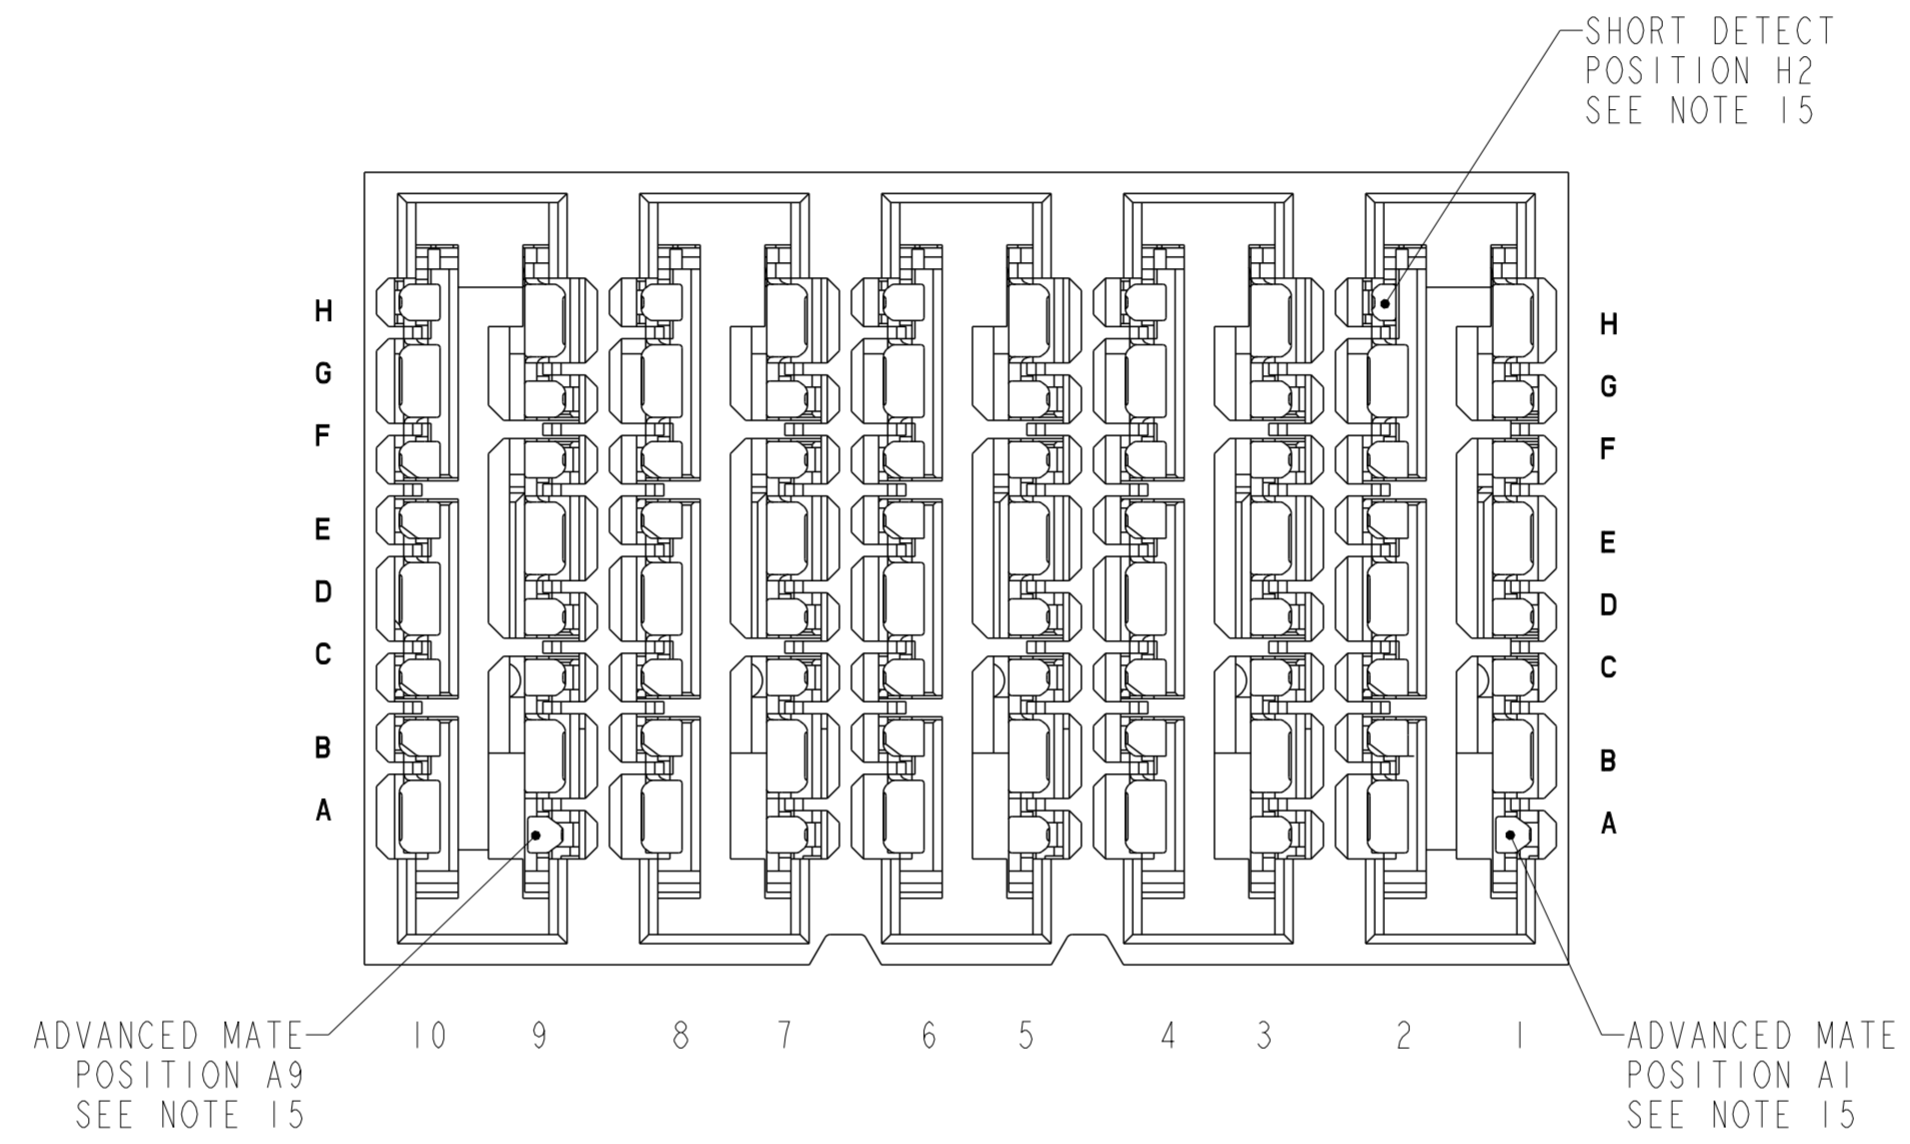 SHORT DETECT
POSITION H2
SEE NOTE 15
H
G
F
E
D
C
B
A
H
G
F
E
D
C
B
A
10 9 8 7 6 5 4 3 2 1
ADVANCED MATE
POSITION A9
SEE NOTE 15
ADVANCED MATE
POSITION A1
SEE NOTE 15